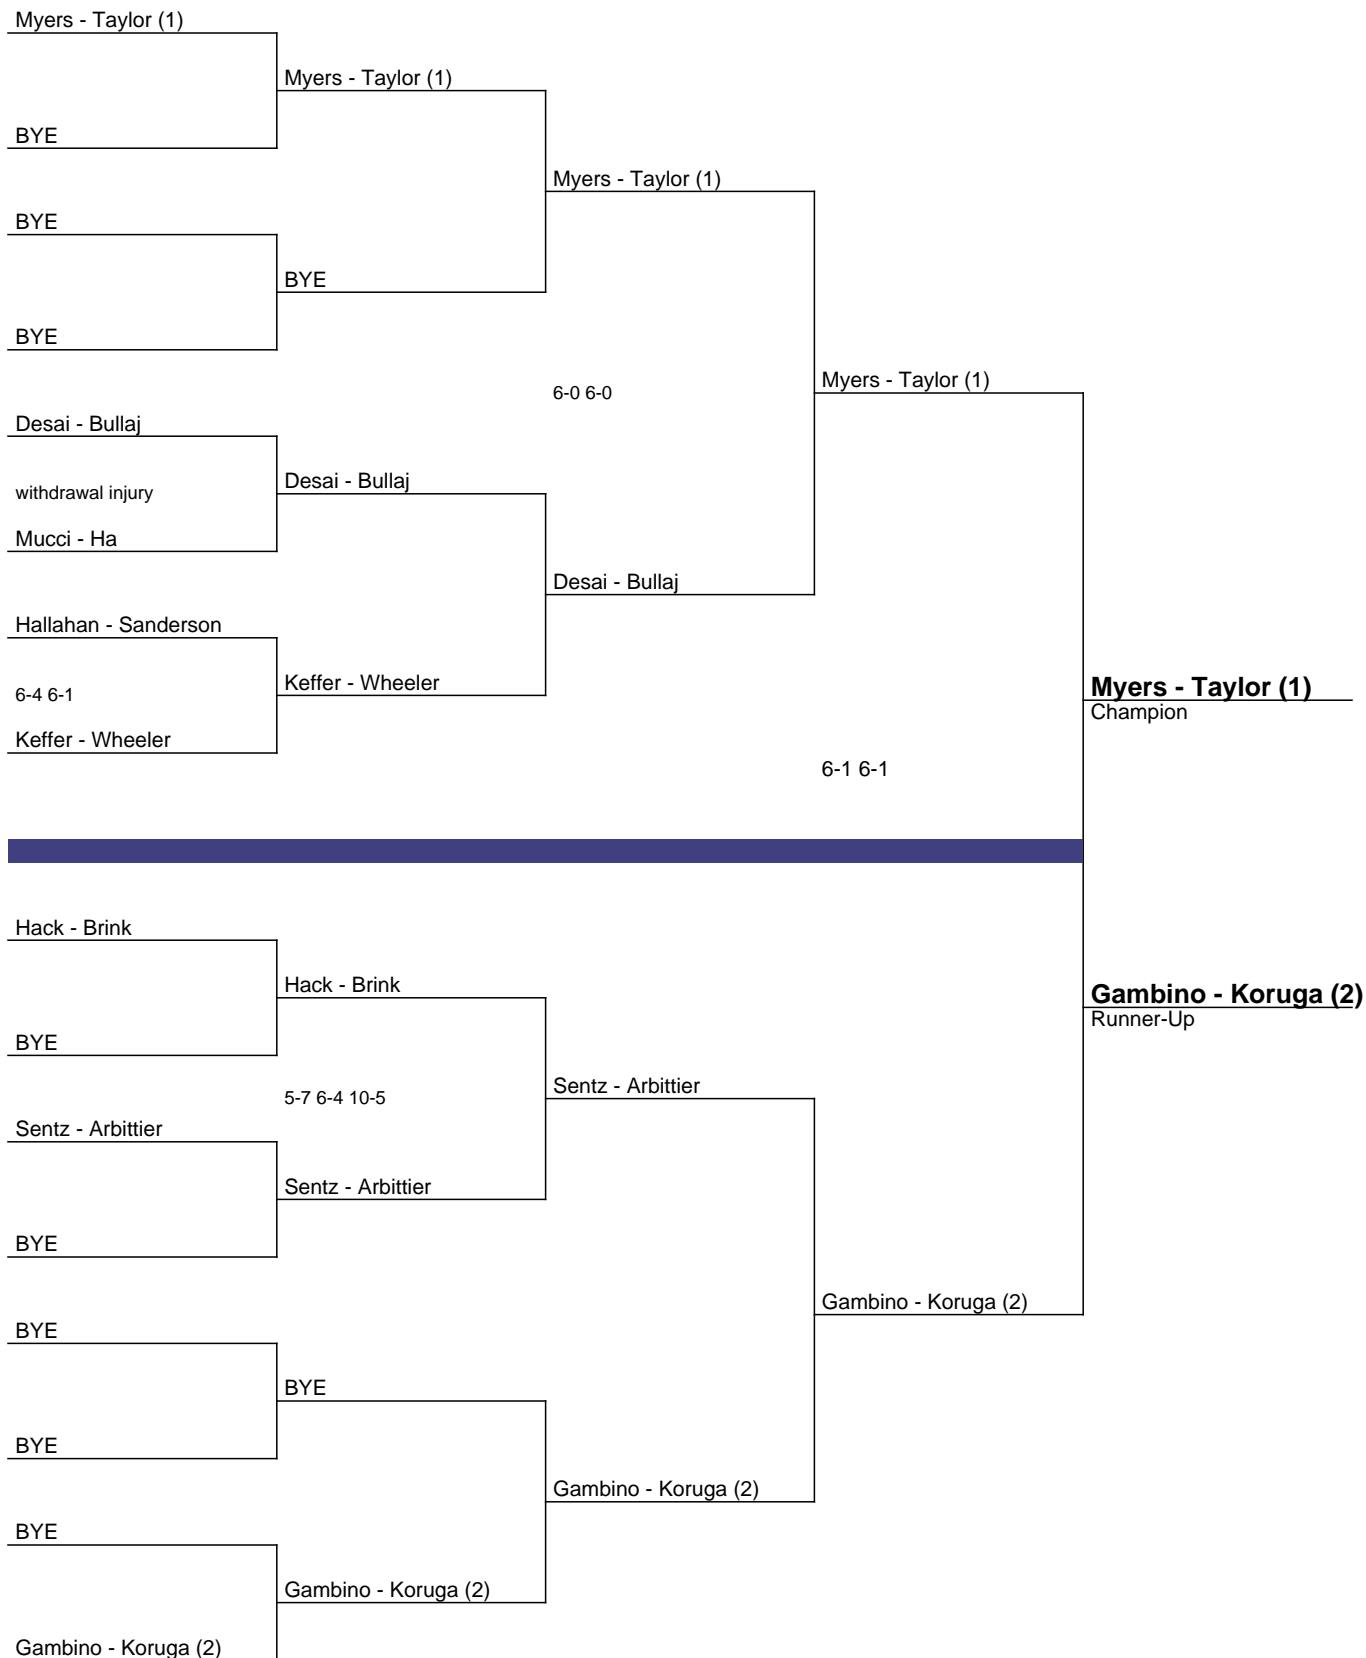 Myers - Taylor (1)
Myers - Taylor (1)
BYE
Myers - Taylor (1)
BYE
BYE
BYE
Myers - Taylor (1)
6-0 6-0
Desai - Bullaj
Desai - Bullaj
withdrawal injury
Mucci - Ha
Desai - Bullaj
Hallahan - Sanderson
Keffer - Wheeler
6-4 6-1
Keffer - Wheeler
Myers - Taylor (1)
Champion
6-1 6-1
Hack - Brink
Hack - Brink
BYE
Gambino - Koruga (2)
Runner-Up
5-7 6-4 10-5
Sentz - Arbittier
Sentz - Arbittier
Sentz - Arbittier
BYE
Gambino - Koruga (2)
BYE
BYE
BYE
Gambino - Koruga (2)
BYE
Gambino - Koruga (2)
Gambino - Koruga (2)